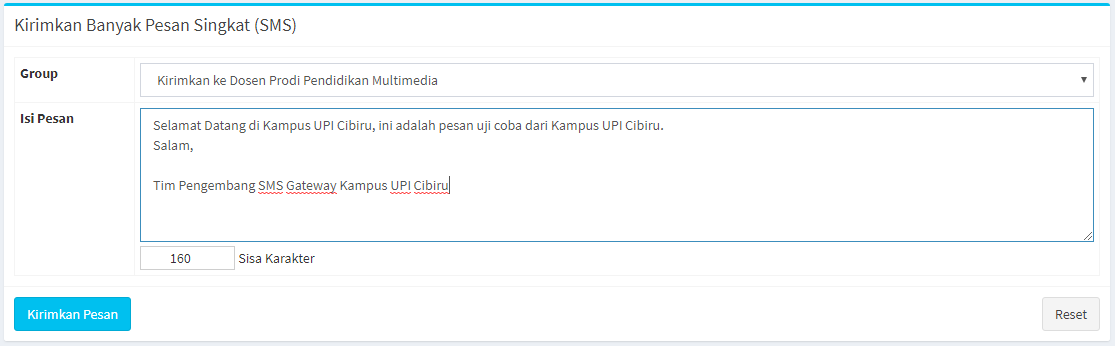 Kirimkan Banyak Pesan Singkat (SMS)
Group
Kirimkan ke Dosen Prodi Pendidikan Multimedia
Isi Pesan
Selamat Datang di Kampus UPI Cibiru, ini adalah pesan uji coba dari Kampus UPI Cibiru.
Salam,
Tim Pengembang SMS Gateway Kampus UPI Cibiru
160 Sisa Karakter
Kirimkan Pesan
Reset